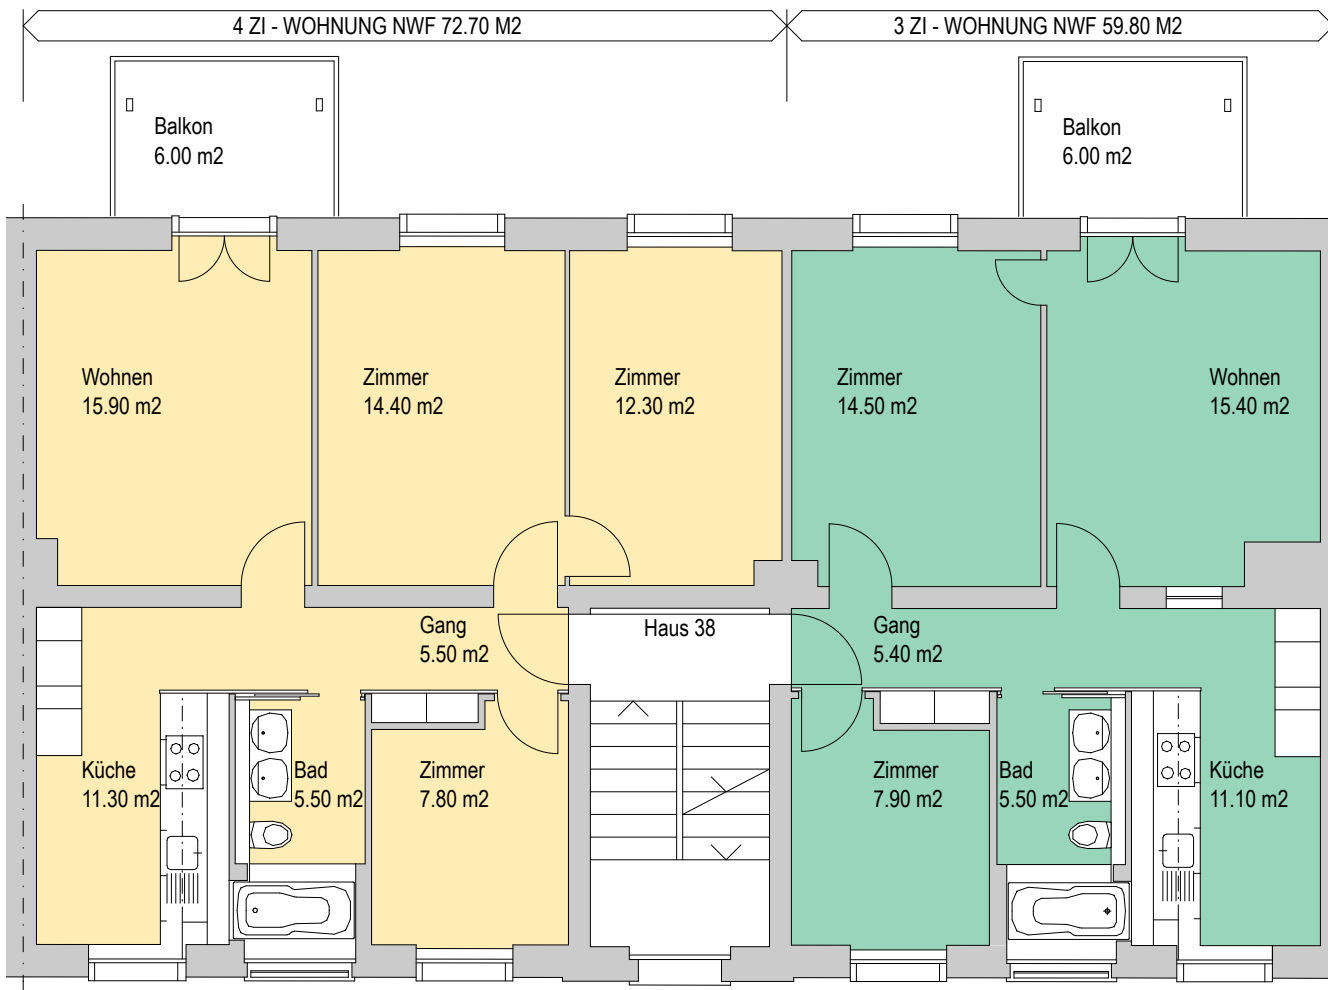 4 ZI - WOHNUNG NWF 72.70 M2
3 ZI - WOHNUNG NWF 59.80 M2
Balkon
6.00 m2
Balkon
6.00 m2
Wohnen
15.90 m2
Zimmer
14.40 m2
Zimmer
12.30 m2
Zimmer
14.50 m2
Wohnen
15.40 m2
Gang
5.50 m2
Haus 38
Gang
5.40 m2
Küche
11.30 m2
Bad
5.50 m2
Zimmer
7.80 m2
Zimmer
7.90 m2
Bad
5.50 m2
Küche
11.10 m2